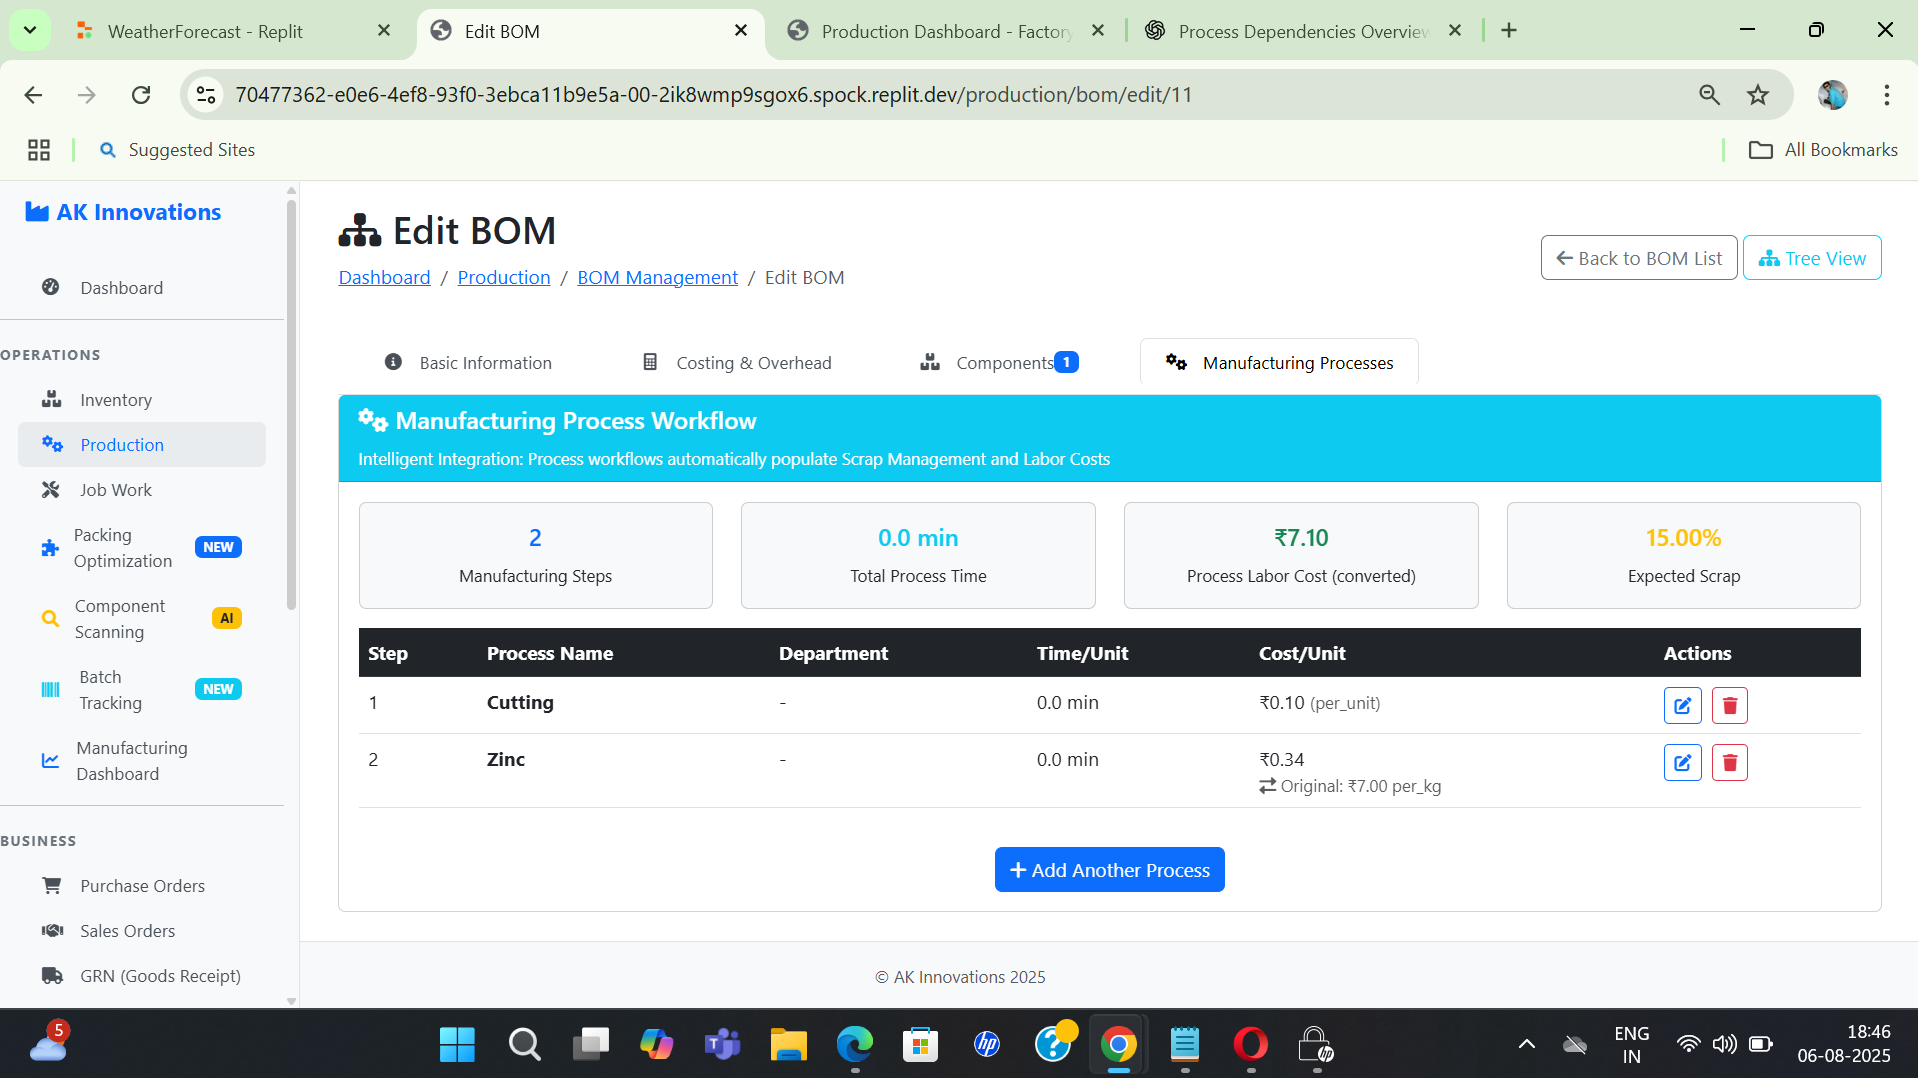 WeatherForecast - Replit
Edit BOM
Production Dashboard - Factory
Process Dependencies Overview
70477362-e0e6-4ef8-93f0-3ebca11b9e5a-00-2ik8wmp9sgox6.spock.replit.dev/production/bom/edit/11
Suggested Sites
All Bookmarks
AK Innovations
Dashboard
OPERATIONS
Inventory
Production
Job Work
Packing
Optimization
NEW
Component
Scanning
AI
Batch
Tracking
NEW
Manufacturing
Dashboard
BUSINESS
Purchase Orders
Sales Orders
GRN (Goods Receipt)
Edit BOM
Dashboard / Production / BOM Management / Edit BOM
Back to BOM List
Tree View
Basic Information
Costing & Overhead
Components 1
Manufacturing Processes
Manufacturing Process Workflow
Intelligent Integration: Process workflows automatically populate Scrap Management and Labor Costs
2
Manufacturing Steps
0.0 min
Total Process Time
₹7.10
Process Labor Cost (converted)
15.00%
Expected Scrap
Step Process Name Department Time/Unit Cost/Unit Actions
1 Cutting - 0.0 min ₹0.10 (per_unit)
2 Zinc - 0.0 min ₹0.34
Original: ₹7.00 per_kg
+ Add Another Process
© AK Innovations 2025
5
hp
?
hp
ENG
IN
18:46
06-08-2025